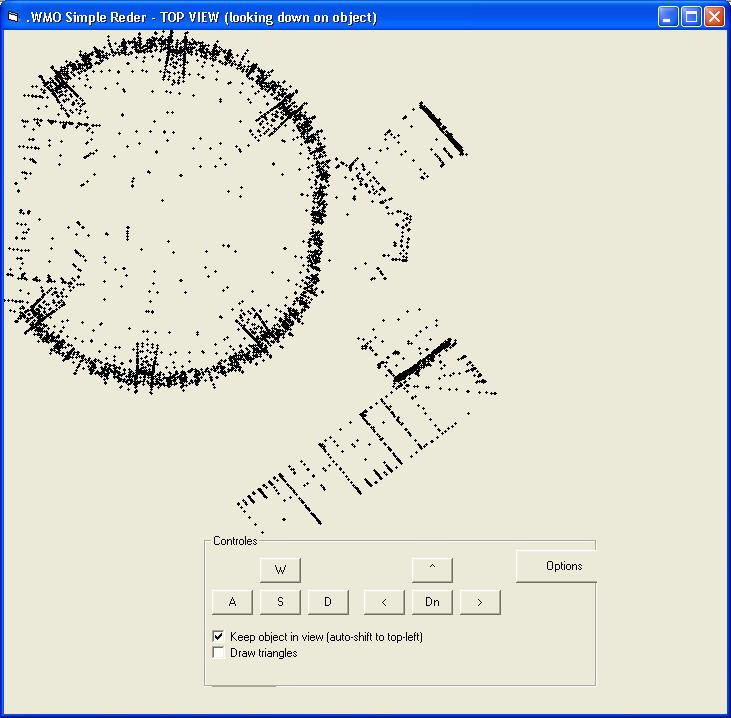 .WMO Simple Reder - TOP VIEW (looking down on object)
Controles
W ^ Options
A S D < Dn >
Keep object in view (auto-shift to top-left)
Draw triangles